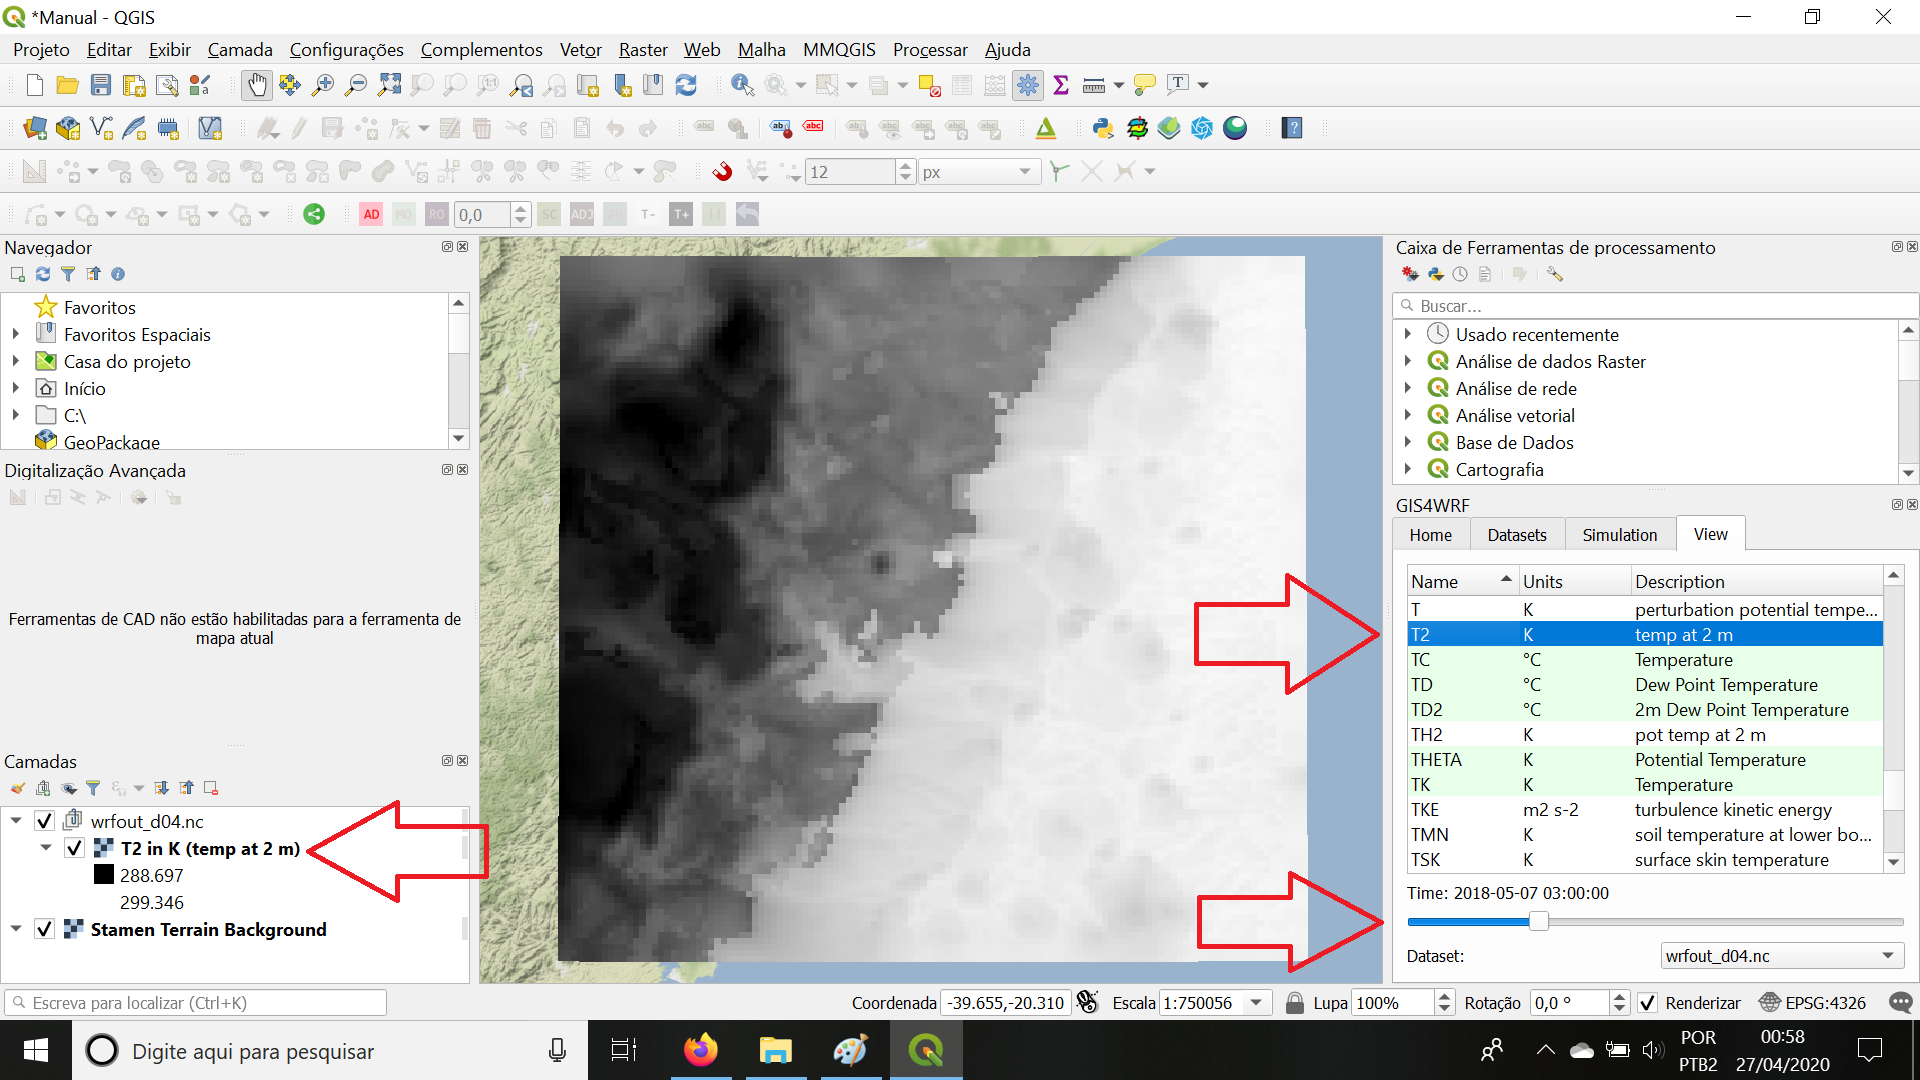 *Manual - QGIS
Projeto Editar Exibir Camada Configurações Complementos Vetor Raster Web Malha MMQGIS Processar Ajuda
12 px
AD MO RO 0,0 SC ADJ 2P T- T+ !!
Navegador
Favoritos
Favoritos Espaciais
Casa do projeto
Início
C:\
GeoPackage
Digitalização Avançada
Ferramentas de CAD não estão habilitadas para a ferramenta de
mapa atual
Camadas
wrfout_d04.nc
T2 in K (temp at 2 m)
288.697
299.346
Stamen Terrain Background
Caixa de Ferramentas de processamento
Buscar...
Usado recentemente
Análise de dados Raster
Análise de rede
Análise vetorial
Base de Dados
Cartografia
GIS4WRF
Home Datasets Simulation View
Name Units Description
T K perturbation potential tempe...
T2 K temp at 2 m
TC °C Temperature
TD °C Dew Point Temperature
TD2 °C 2m Dew Point Temperature
TH2 K pot temp at 2 m
THETA K Potential Temperature
TK K Temperature
TKE m2 s-2 turbulence kinetic energy
TMN K soil temperature at lower bo...
TSK K surface skin temperature
Time: 2018-05-07 03:00:00
Dataset: wrfout_d04.nc
Escreva para localizar (Ctrl+K) Coordenada -39.655,-20.310 Escala 1:750056 Lupa 100% Rotação 0,0 ° Renderizar EPSG:4326
Digite aqui para pesquisar
POR 00:58
PTB2 27/04/2020